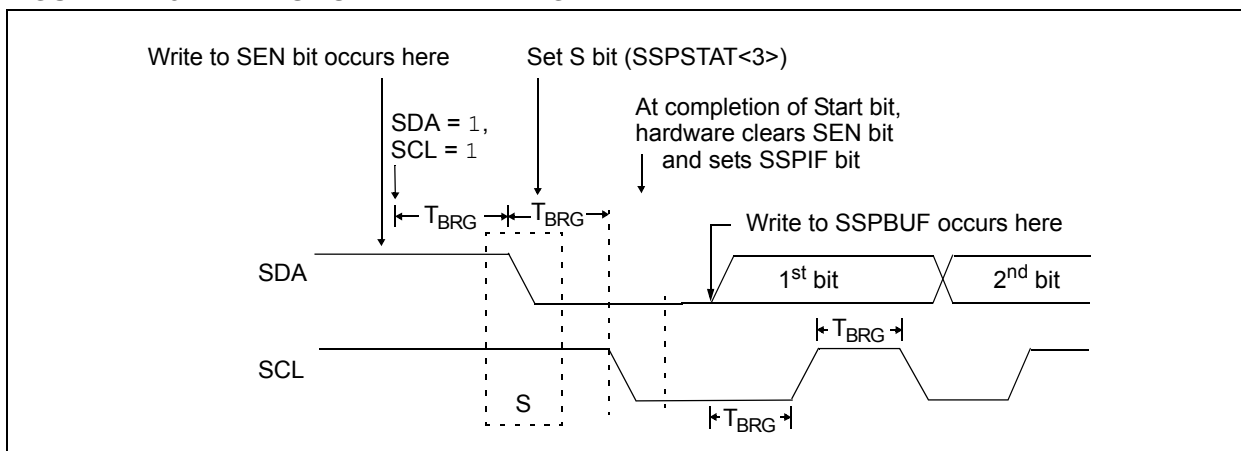 Write to SEN bit occurs here
Set S bit (SSPSTAT<3>)
SDA = 1,
SCL = 1
At completion of Start bit,
hardware clears SEN bit
and sets SSPIF bit
TBRG
TBRG
Write to SSPBUF occurs here
SDA
1st bit
2nd bit
TBRG
SCL
S
TBRG